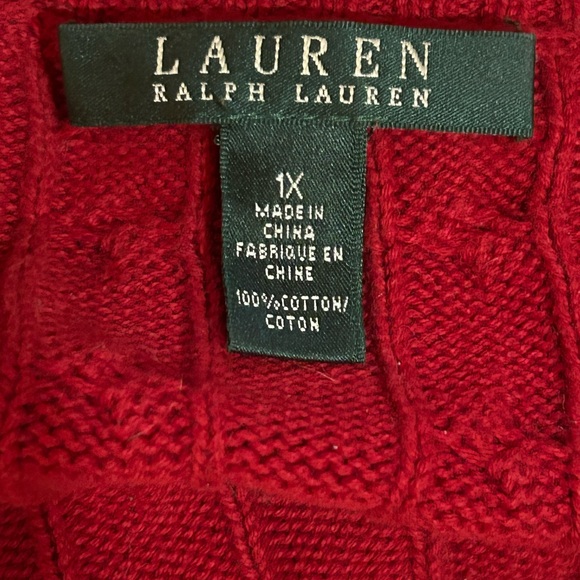 LAUREN
RALPH LAUREN
1X
MADE IN
CHINA
FABRIQUE EN
CHINE
100%COTTON/
COTON